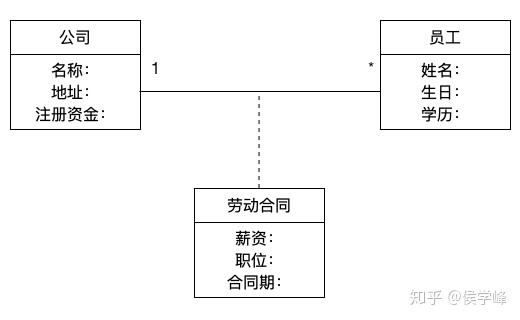 公司
名称：
地址：
注册资金：
1
*
员工
姓名：
生日：
学历：
劳动合同
薪资：
职位：
合同期：
知乎 @侯学峰